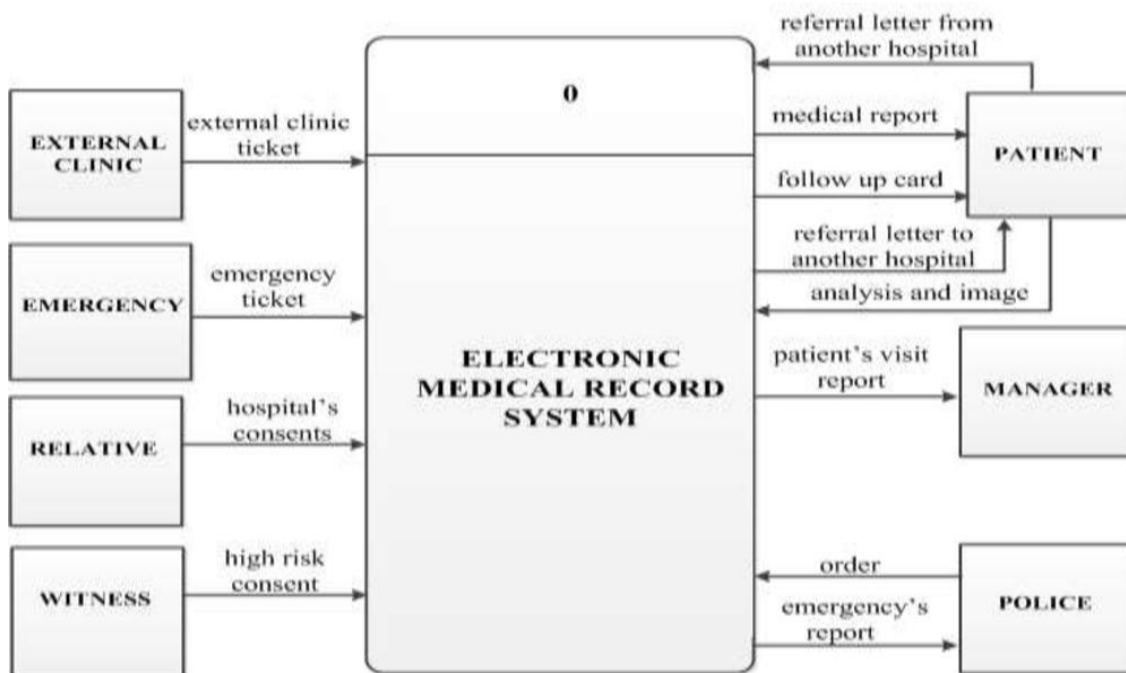 EXTERNAL
CLINIC
external clinic
ticket
EMERGENCY
emergency
ticket
RELATIVE
hospital's
consents
WITNESS
high risk
consent
0
ELECTRONIC
MEDICAL RECORD
SYSTEM
referral letter from
another hospital
medical report
follow up card
referral letter to
another hospital
analysis and image
PATIENT
patient's visit
report
MANAGER
order
emergency's
report
POLICE